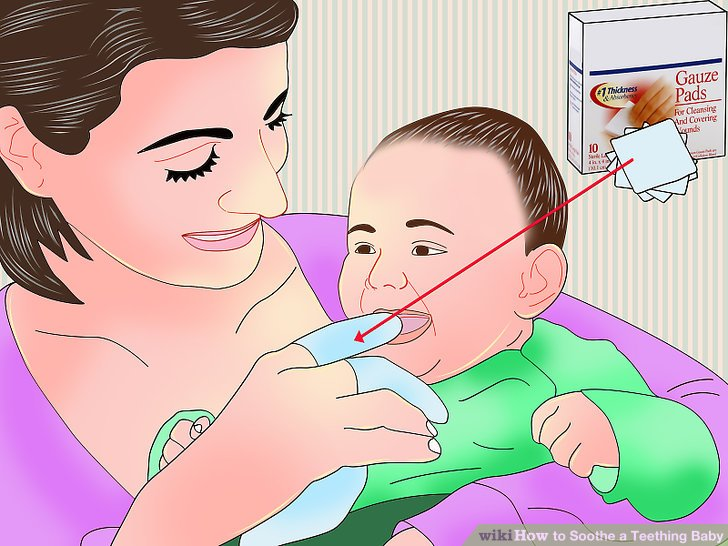 #1 Thickness
& Absorbency
Gauze
Pads
For Cleansing
And Covering
Wounds
10
wikiHow to Soothe a Teething Baby